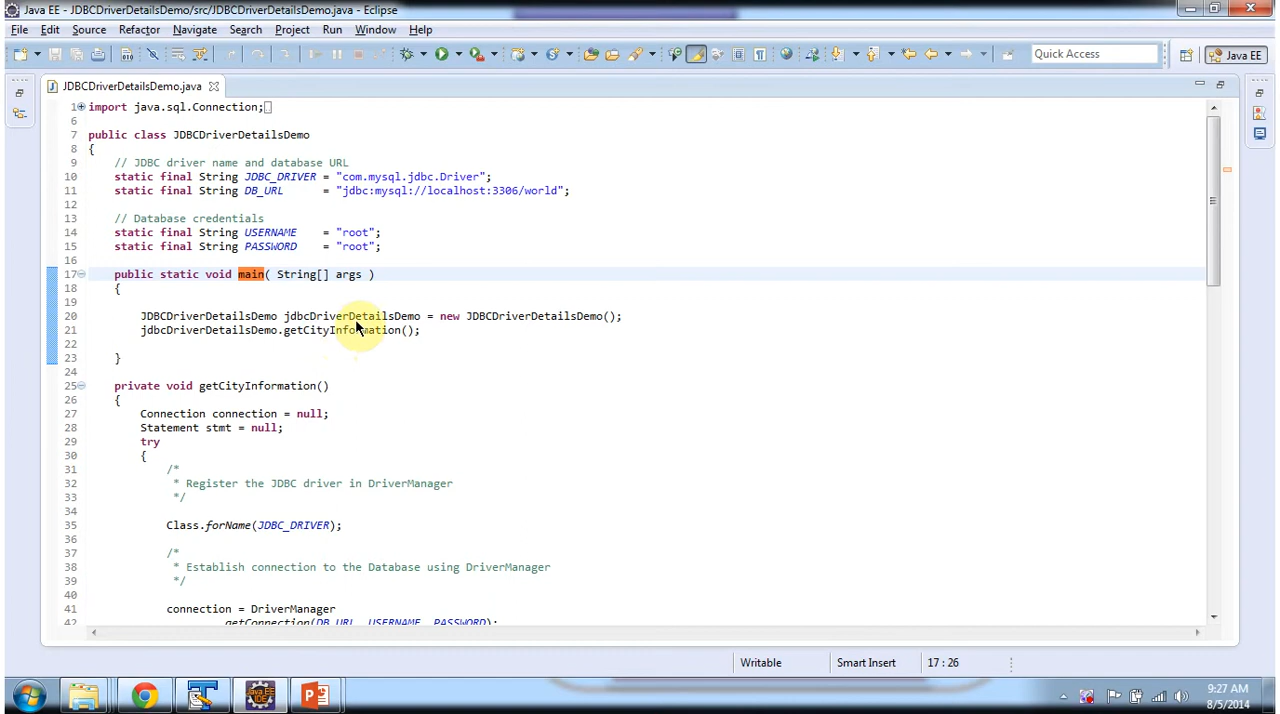 Java EE - JDBCDriverDetailsDemo/src/JDBCDriverDetailsDemo.java - Eclipse
File Edit Source Refactor Navigate Search Project Run Window Help
Quick Access
Java EE
JDBCDriverDetailsDemo.java
1 import java.sql.Connection;
6
7 public class JDBCDriverDetailsDemo
8 {
9 // JDBC driver name and database URL
10 static final String JDBC_DRIVER = "com.mysql.jdbc.Driver";
11 static final String DB_URL = "jdbc:mysql://localhost:3306/world";
12
13 // Database credentials
14 static final String USERNAME = "root";
15 static final String PASSWORD = "root";
16
17 public static void main( String[] args )
18 {
19
20 JDBCDriverDetailsDemo jdbcDriverDetailsDemo = new JDBCDriverDetailsDemo();
21 jdbcDriverDetailsDemo.getCityInformation();
22
23 }
24
25 private void getCityInformation()
26 {
27 Connection connection = null;
28 Statement stmt = null;
29 try
30 {
31 /*
32 * Register the JDBC driver in DriverManager
33 */
34
35 Class.forName(JDBC_DRIVER);
36
37 /*
38 * Establish connection to the Database using DriverManager
39 */
40
41 connection = DriverManager
42 .getConnection(DB_URL, USERNAME, PASSWORD);
Writable
Smart Insert
17 : 26
Java EE
IDE
9:27 AM
8/5/2014